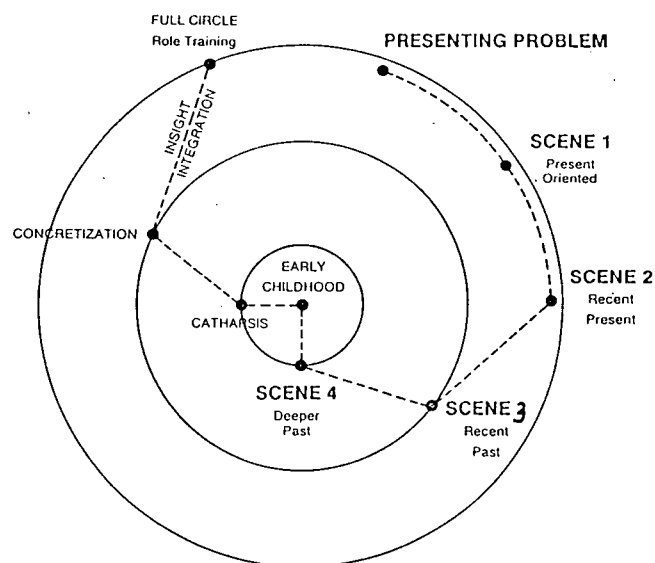 FULL CIRCLE
Role Training
PRESENTING PROBLEM
INSIGHT
INTEGRATION
SCENE 1
Present
Oriented
CONCRETIZATION
EARLY
CHILDHOOD
SCENE 2
Recent
Present
CATHARSIS
SCENE 4
Deeper
Past
SCENE 3
Recent
Past